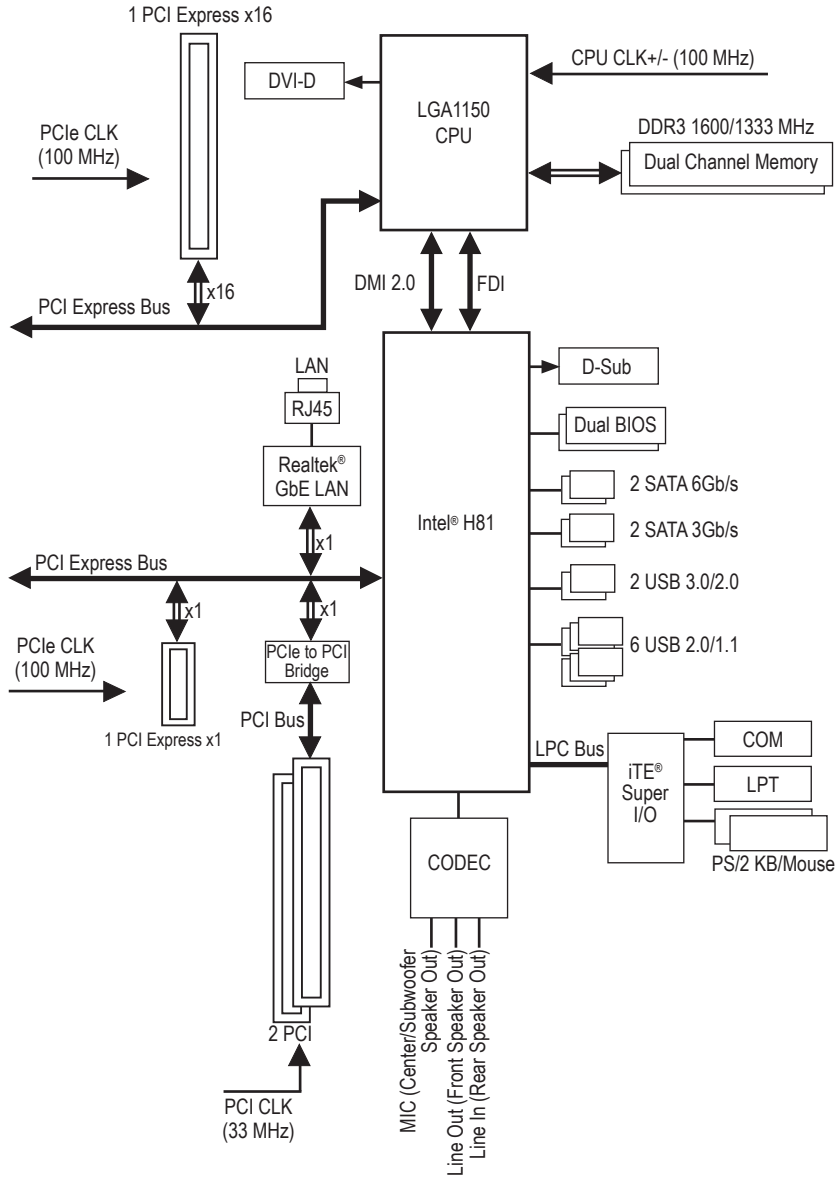 1 PCI Express x16
DVI-D
LGA1150
CPU
CPU CLK+/- (100 MHz)
PCIe CLK
(100 MHz)
DDR3 1600/1333 MHz
Dual Channel Memory
x16
PCI Express Bus
DMI 2.0
FDI
LAN
RJ45
Realtek®
GbE LAN
x1
D-Sub
Dual BIOS
2 SATA 6Gb/s
2 SATA 3Gb/s
2 USB 3.0/2.0
6 USB 2.0/1.1
Intel® H81
PCI Express Bus
x1
x1
PCIe CLK
(100 MHz)
1 PCI Express x1
PCIe to PCI
Bridge
PCI Bus
LPC Bus
iTE®
Super
I/O
COM
LPT
PS/2 KB/Mouse
CODEC
2 PCI
PCI CLK
(33 MHz)
MIC (Center/Subwoofer
Speaker Out)
Line Out (Front Speaker Out)
Line In (Rear Speaker Out)